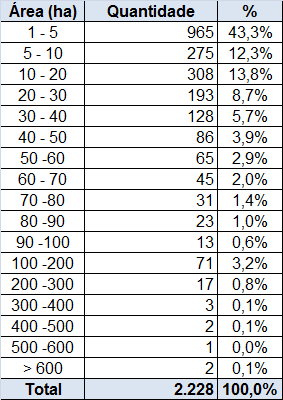 Área (ha) Quantidade %
1 - 5 965 43,3%
5 - 10 275 12,3%
10 - 20 308 13,8%
20 - 30 193 8,7%
30 - 40 128 5,7%
40 - 50 86 3,9%
50 -60 65 2,9%
60 - 70 45 2,0%
70 -80 31 1,4%
80 -90 23 1,0%
90 -100 13 0,6%
100 -200 71 3,2%
200 -300 17 0,8%
300 -400 3 0,1%
400 -500 2 0,1%
500 -600 1 0,0%
> 600 2 0,1%
Total 2.228 100,0%